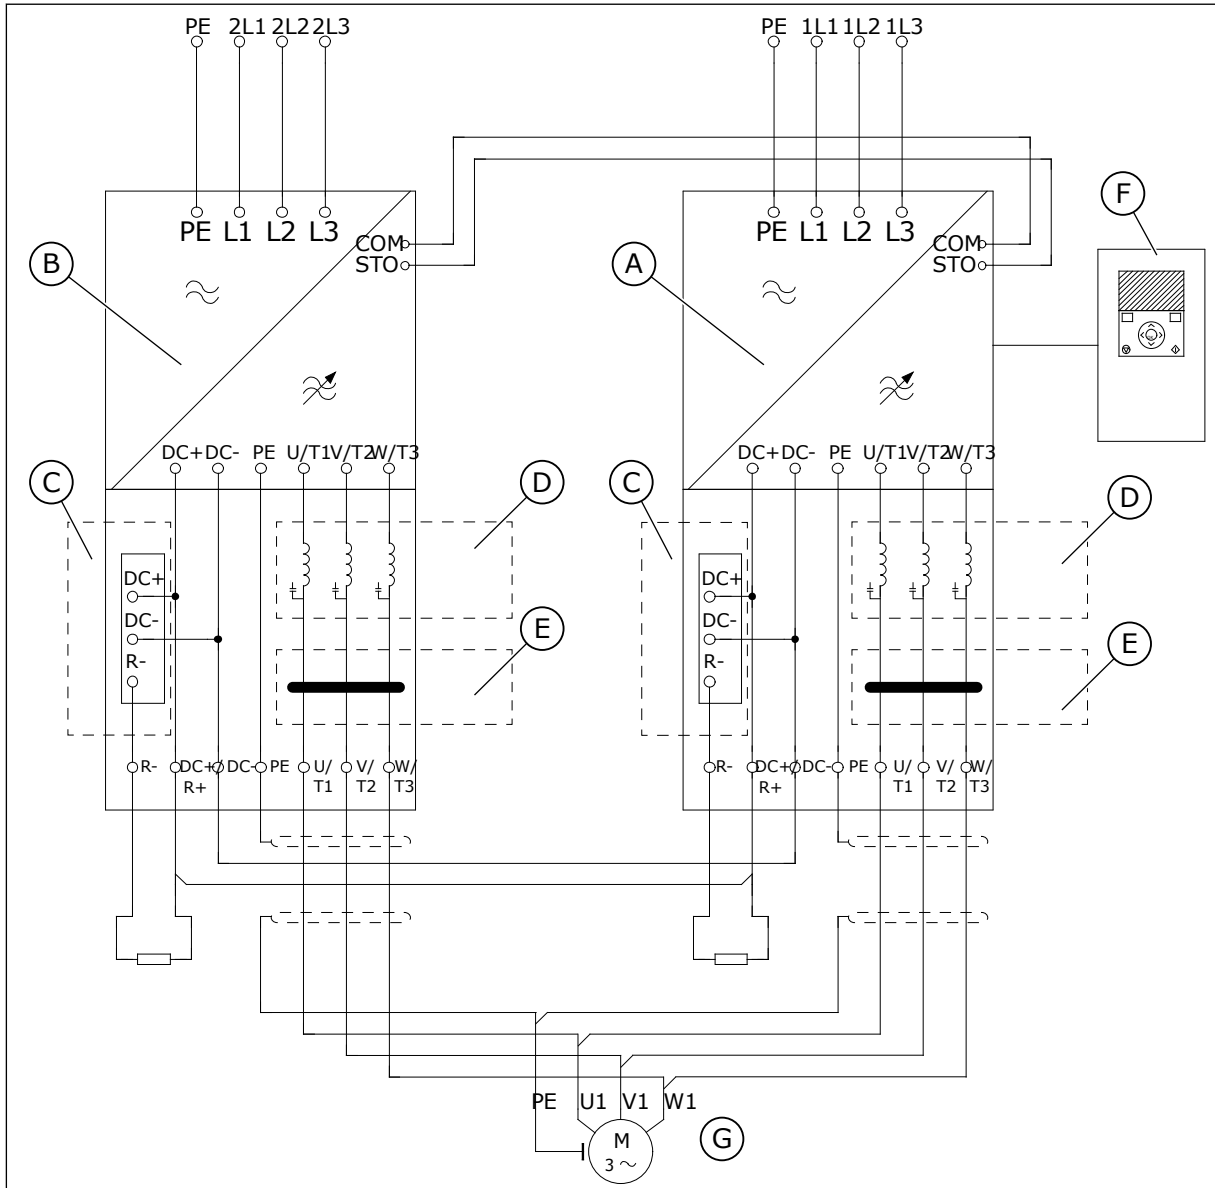 PE 2L1 2L2 2L3 PE 1L1 1L2 1L3
F
PE L1 L2 L3 PE L1 L2 L3
COM COM
STO STO
B A
DC+ DC- PE U/T1 V/T2 W/T3 DC+ DC- PE U/T1 V/T2 W/T3
C D C D
DC+ DC+
DC- DC-
E E
R- R-
R- DC+/ DC- PE U/ V/ W/ R- DC+/ DC- PE U/ V/ W/
R+ T1 T2 T3 R+ T1 T2 T3
PE U1 V1 W1
G
M
3 ~